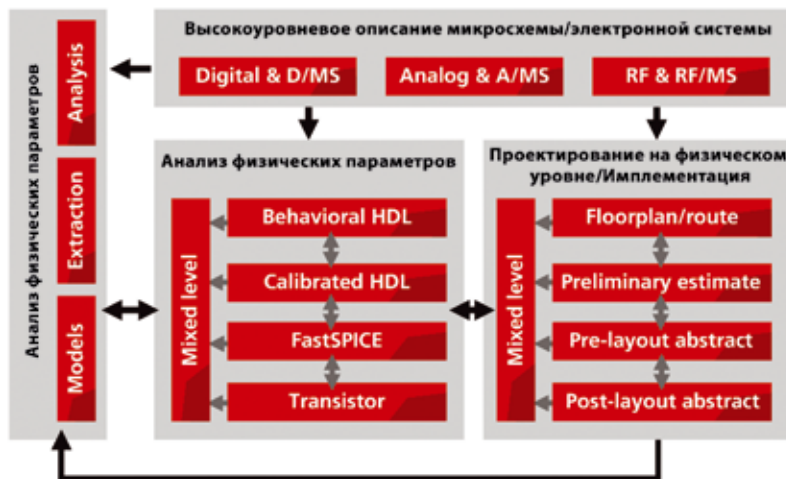 Высокоуровневое описание микросхемы/электронной системы
Digital & D/MS
Analog & A/MS
RF & RF/MS
Анализ физических параметров
Analysis
Extraction
Models
Анализ физических параметров
Mixed level
Behavioral HDL
Calibrated HDL
FastSPICE
Transistor
Проектирование на физическом
уровне/Имплементация
Mixed level
Floorplan/route
Preliminary estimate
Pre-layout abstract
Post-layout abstract